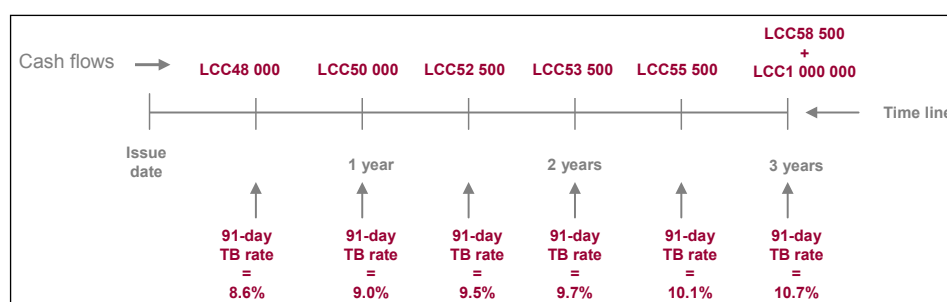 LCC58 500
+
LCC1 000 000
Cash flows
LCC48 000 LCC50 000 LCC52 500 LCC53 500 LCC55 500
Time line
Issue
date
1 year 2 years 3 years
91-day 91-day 91-day 91-day 91-day 91-day
TB rate TB rate TB rate TB rate TB rate TB rate
= = = = = =
8.6% 9.0% 9.5% 9.7% 10.1% 10.7%